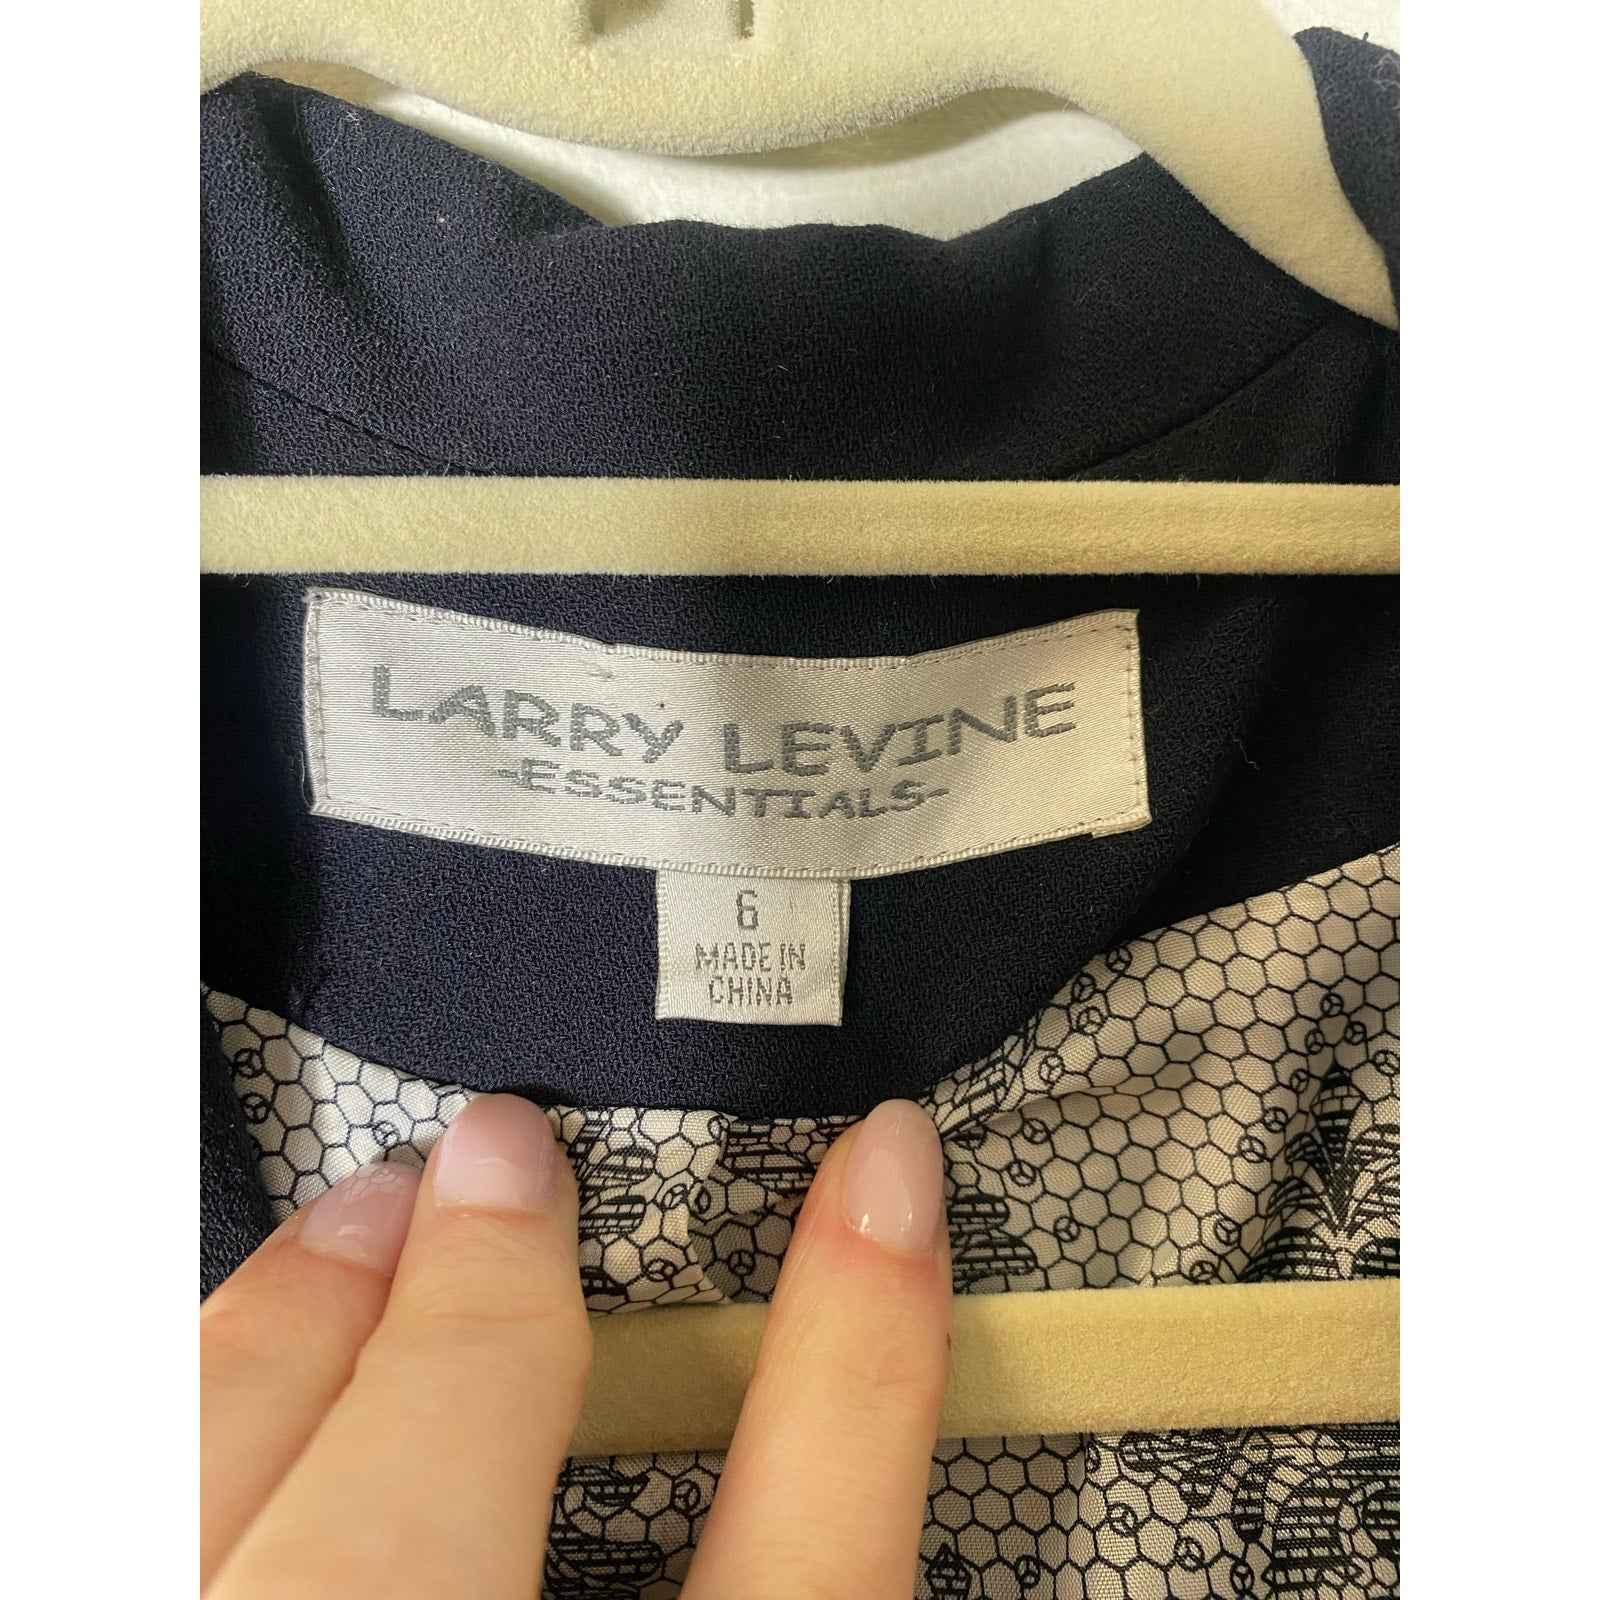 LARRY LEVINE
-ESSENTIALS-
6
MADE IN
CHINA